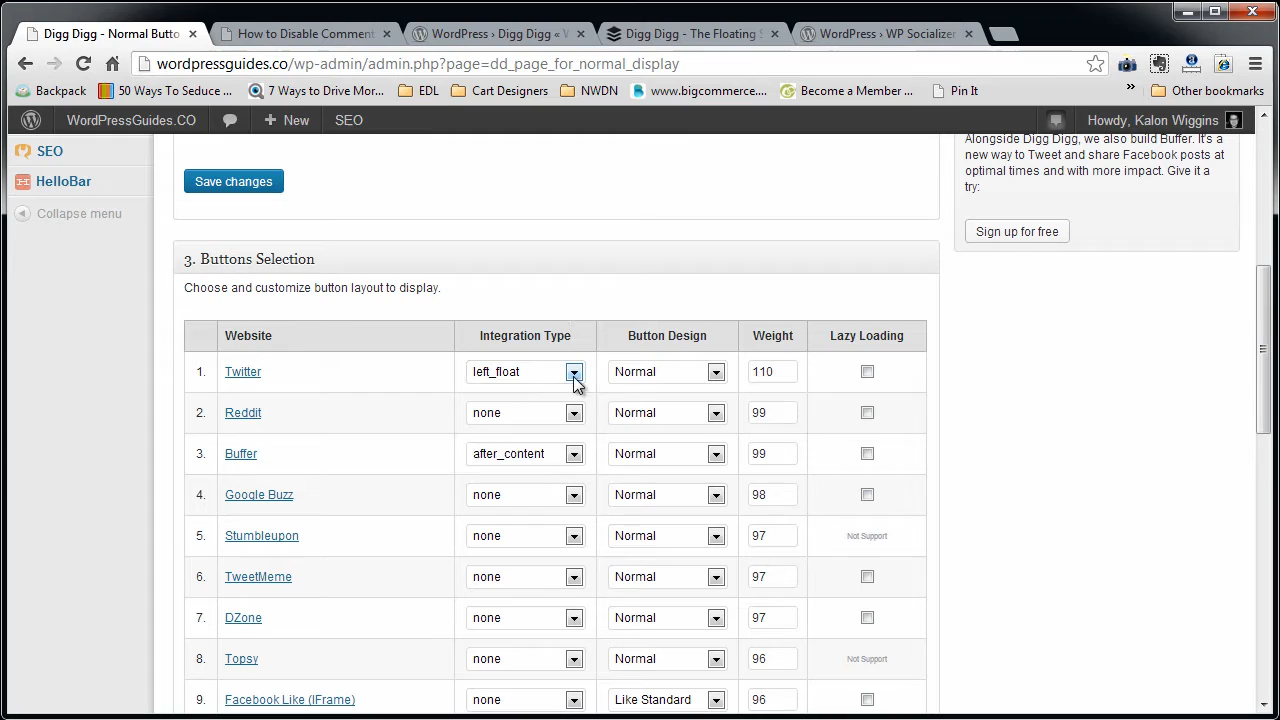 Digg Digg - Normal Butto
How to Disable Comment
WordPress › Digg Digg « W
Digg Digg - The Floating S
WordPress › WP Socializer
wordpressguides.co/wp-admin/admin.php?page=dd_page_for_normal_display
Backpack
50 Ways To Seduce ...
7 Ways to Drive Mor...
EDL
Cart Designers
NWDN
www.bigcommerce....
Become a Member ...
Pin It
»
Other bookmarks
WordPressGuides.CO
+ New
SEO
Howdy, Kalon Wiggins
SEO
HelloBar
Collapse menu
Save changes
Alongside Digg Digg, we also build Buffer. It's a
new way to Tweet and share Facebook posts at
optimal times and with more impact. Give it a
try:
Sign up for free
3. Buttons Selection
Choose and customize button layout to display.
Website Integration Type Button Design Weight Lazy Loading
1. Twitter left_float Normal 110
2. Reddit none Normal 99
3. Buffer after_content Normal 99
4. Google Buzz none Normal 98
5. Stumbleupon none Normal 97 Not Support
6. TweetMeme none Normal 97
7. DZone none Normal 97
8. Topsy none Normal 96 Not Support
9. Facebook Like (IFrame) none Like Standard 96